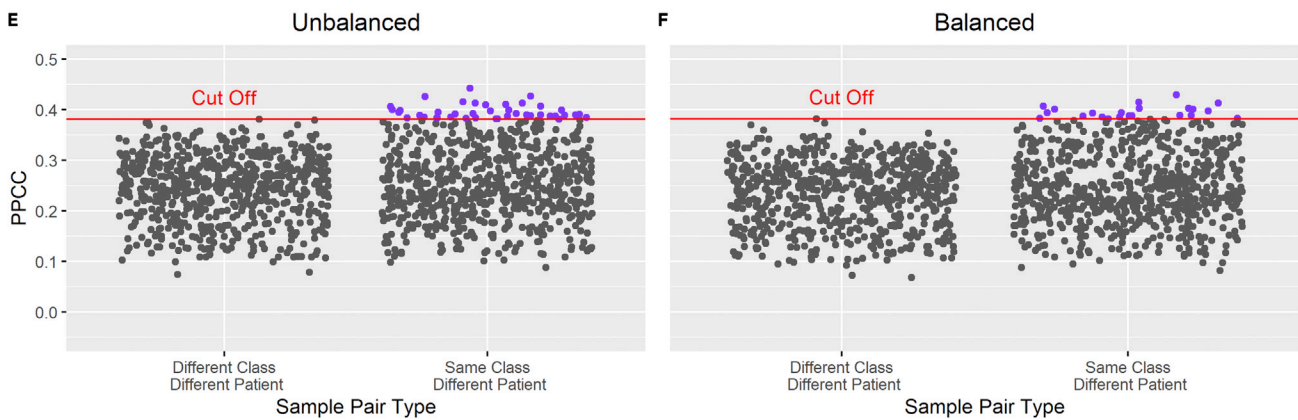 E
Unbalanced
PPCC
0.5
0.4
0.3
0.2
0.1
0.0
Cut Off
Different Class
Different Patient
Same Class
Different Patient
Sample Pair Type
F
Balanced
Cut Off
Different Class
Different Patient
Same Class
Different Patient
Sample Pair Type